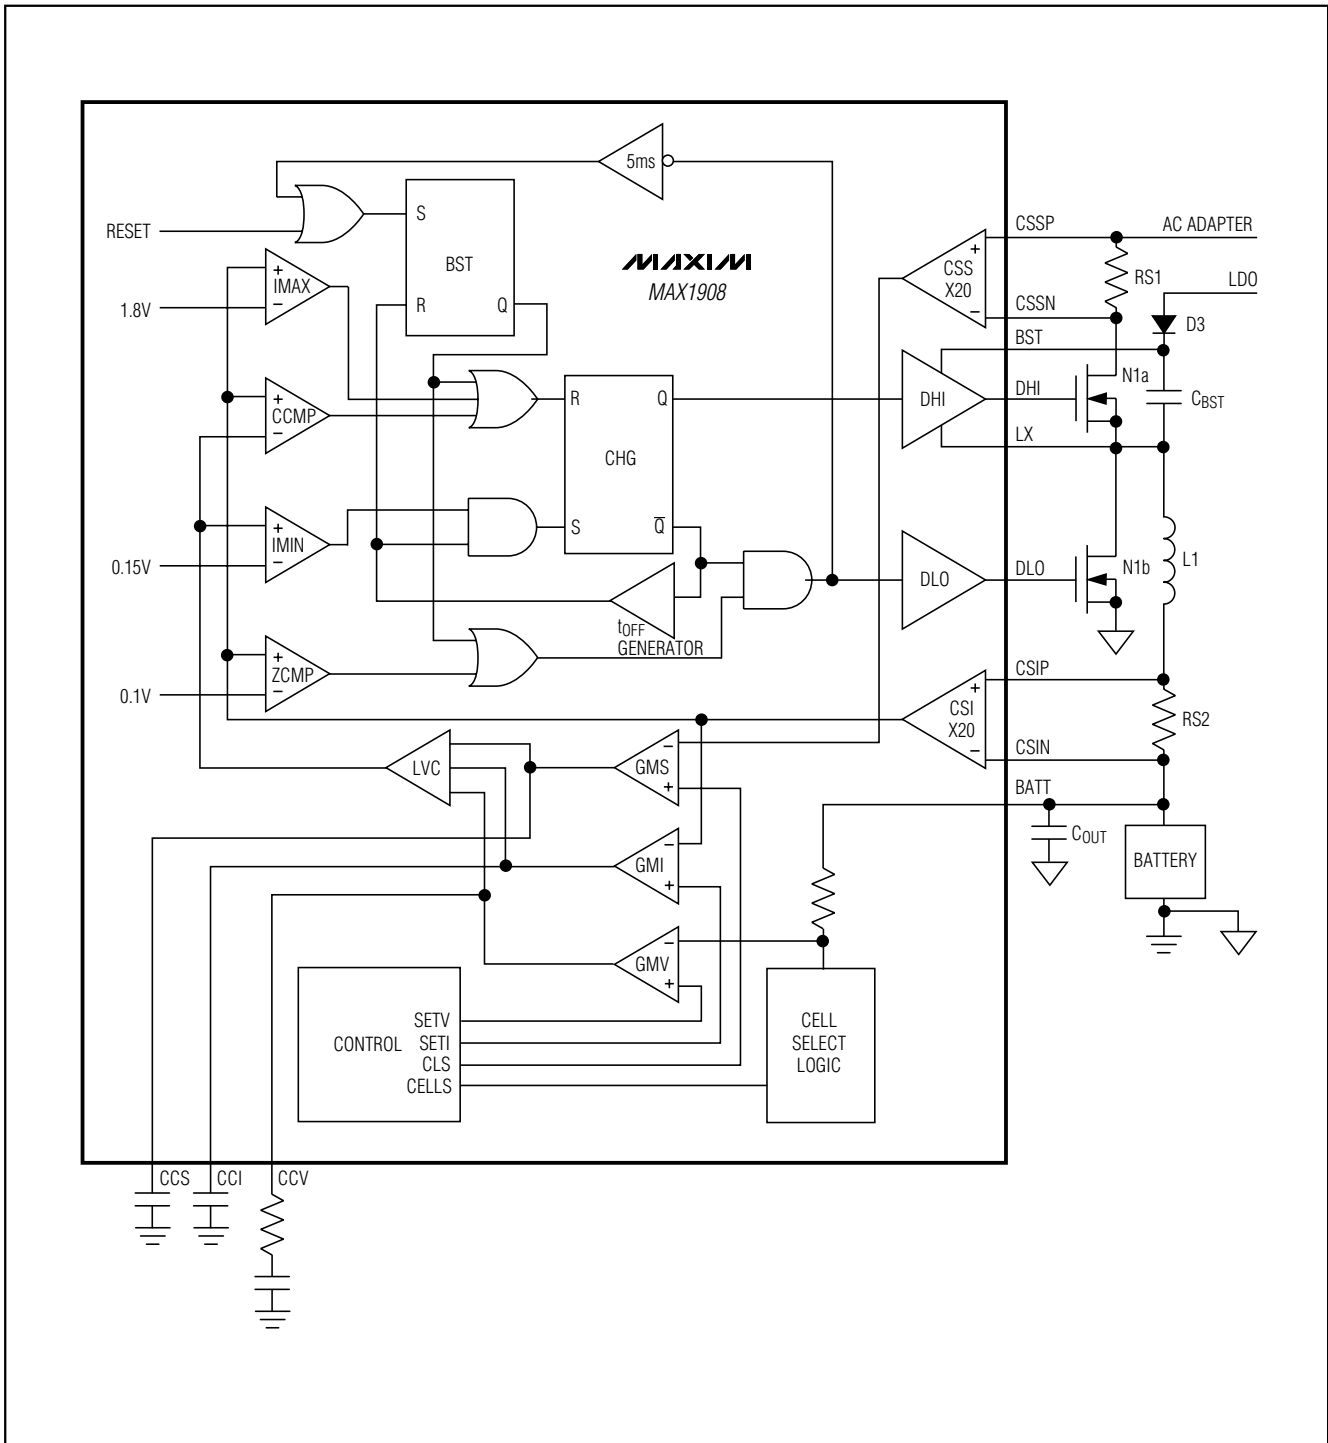 5ms
RESET
S
BST
R
Q
MAXIM
MAX1908
+
IMAX
−
1.8V
+
CSS
X20
−
CSSP
AC ADAPTER
RS1
LDO
CSSN
D3
BST
N1a
DHI
DHI
CBST
LX
+
CCMP
−
R
Q
CHG
S
Q
+
IMIN
−
0.15V
tOFF
GENERATOR
DLO
DLO
N1b
L1
+
ZCMP
−
0.1V
CSIP
+
CSI
X20
−
RS2
CSIN
LVC
−
GMS
+
BATT
COUT
BATTERY
−
GMI
+
−
GMV
+
CONTROL
SETV
SETI
CLS
CELLS
CELL
SELECT
LOGIC
CCS
CCI
CCV